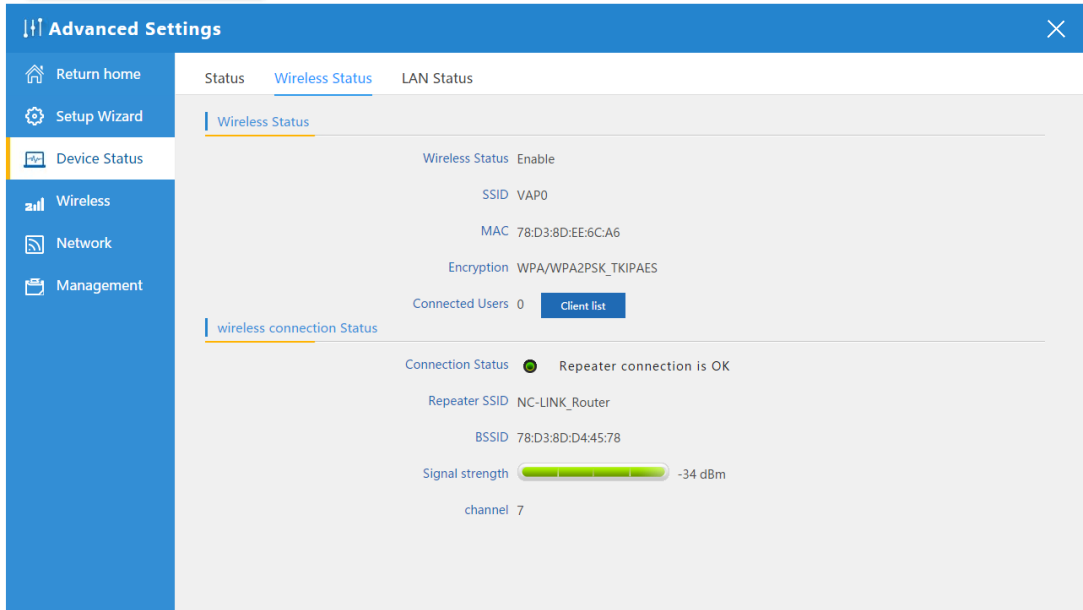 Advanced Settings
Return home
Setup Wizard
Device Status
Wireless
Network
Management
Status Wireless Status LAN Status
Wireless Status
Wireless Status Enable
SSID VAP0
MAC 78:D3:8D:EE:6C:A6
Encryption WPA/WPA2PSK_TKIPAES
Connected Users 0 Client list
wireless connection Status
Connection Status Repeater connection is OK
Repeater SSID NC-LINK_Router
BSSID 78:D3:8D:D4:45:78
Signal strength -34 dBm
channel 7